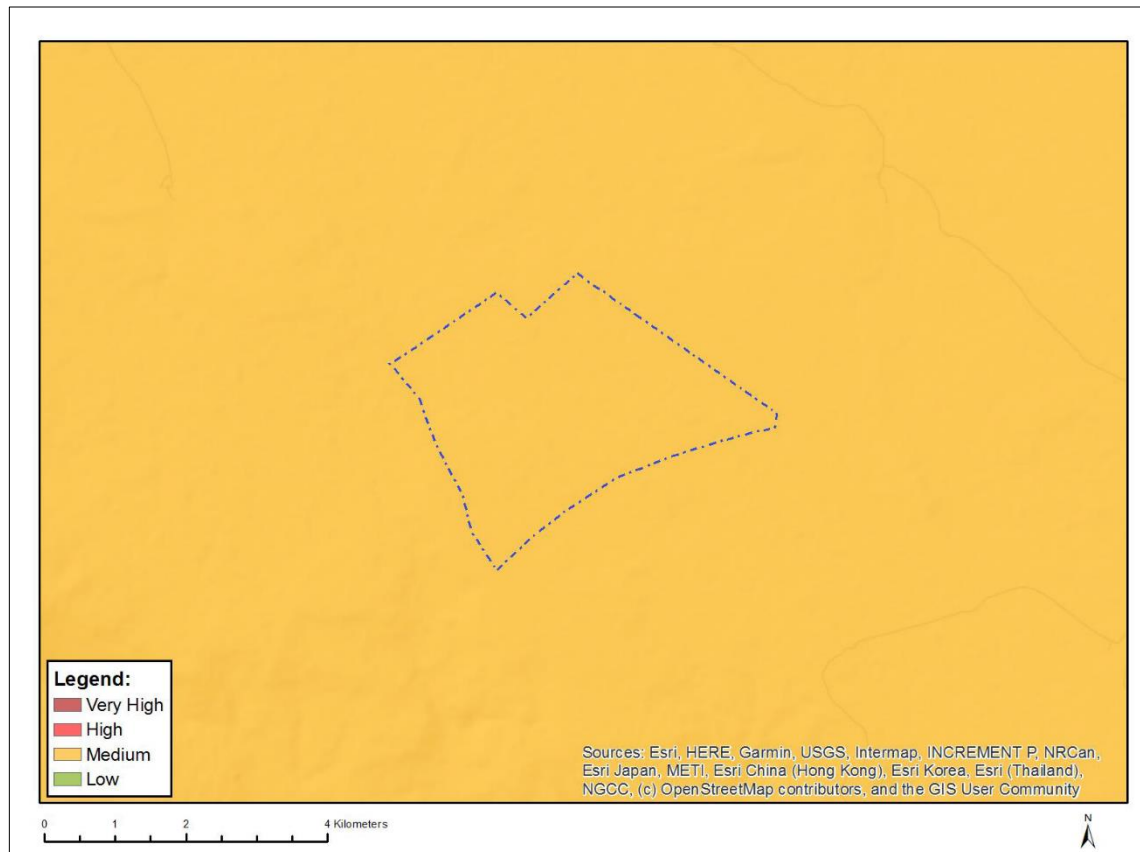 Legend:
Very High
High
Medium
Low
Sources: Esri, HERE, Garmin, USGS, Intermap, INCREMENT P, NRCan,
Esri Japan, METI, Esri China (Hong Kong), Esri Korea, Esri (Thailand),
NGCC, (c) OpenStreetMap contributors, and the GIS User Community
0 1 2 4 Kilometers
N